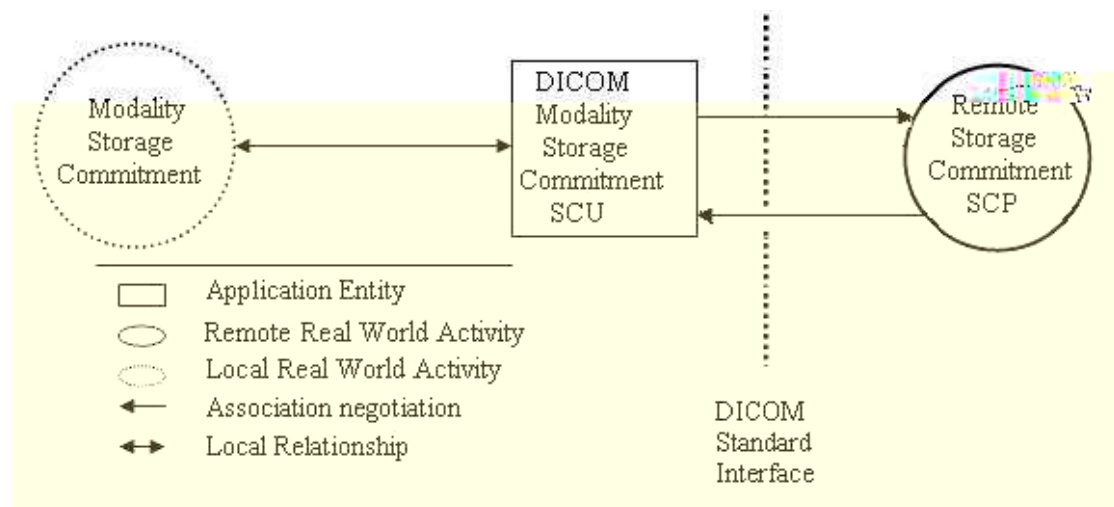 Modality
Storage
Commitment
DICOM
Modality
Storage
Commitment
SCU
Remote
Storage
Commitment
SCP
Application Entity
Remote Real World Activity
Local Real World Activity
Association negotiation
Local Relationship
DICOM
Standard
Interface